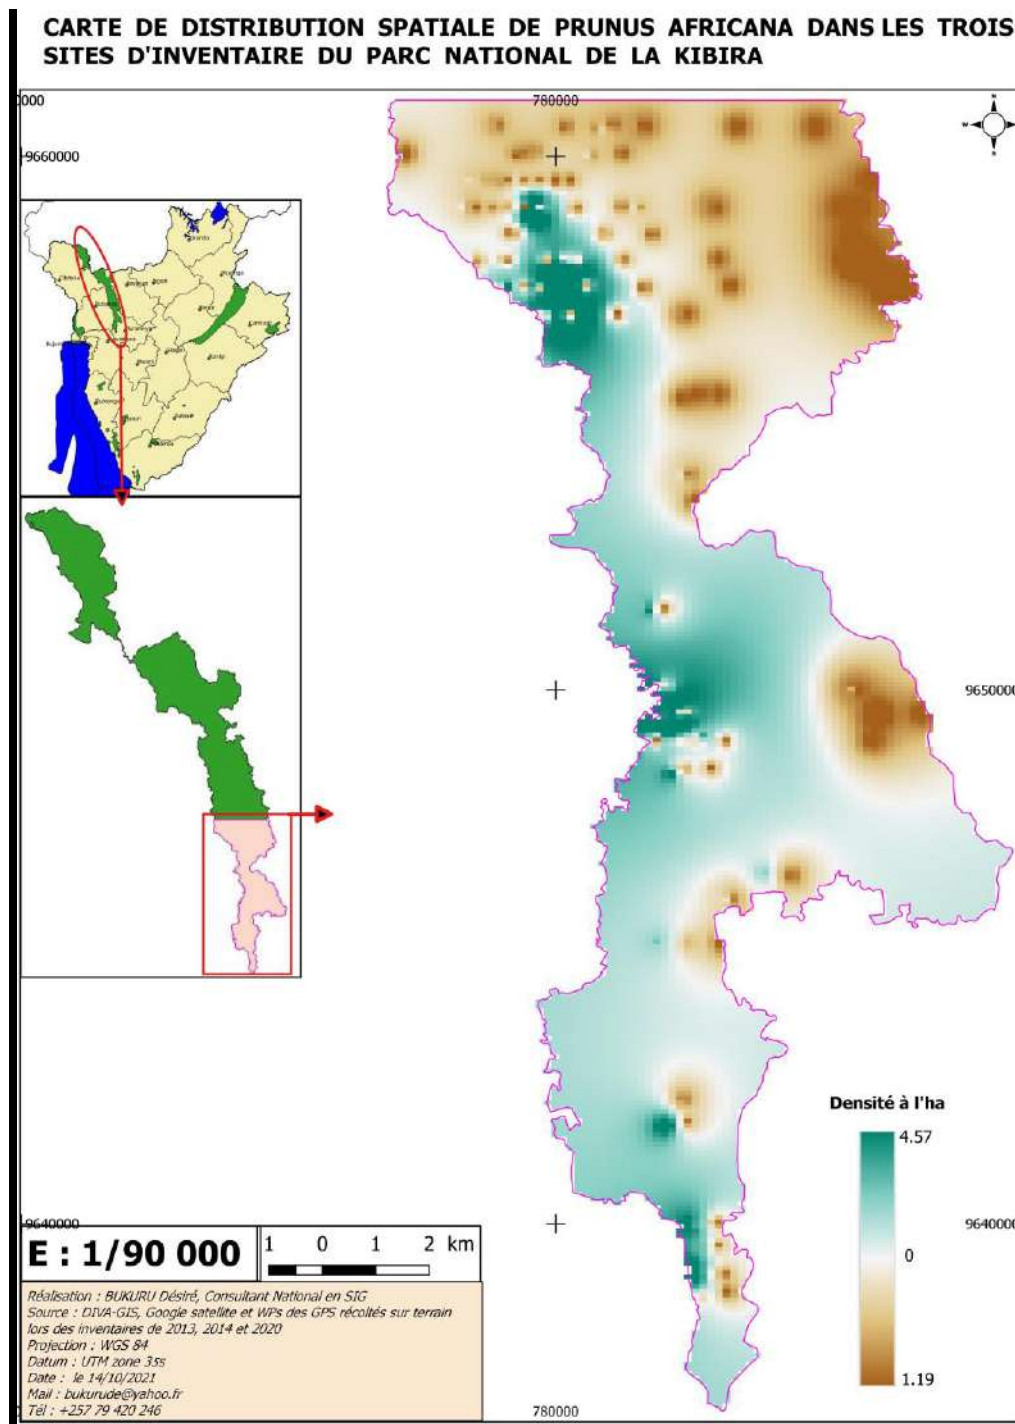 CARTE DE DISTRIBUTION SPATIALE DE PRUNUS AFRICANA DANS LES TROIS
SITES D'INVENTAIRE DU PARC NATIONAL DE LA KIBIRA
0000
780000
N
W
9660000
9650000
Densité à l'ha
4.57
0
1.19
9640000
9640000
E : 1/90 000
1 0 1 2 km
Réalisation : BUKURU Désiré, Consultant National en SIG
Source : DIVA-GIS, Google satellite et WPs des GPS récoltés sur terrain
lors des inventaires de 2013, 2014 et 2020
Projection : WGS 84
Datum : UTM zone 35s
Date : le 14/10/2021
Mail : bukurude@yahoo.fr
Tél : +257 79 420 246
780000